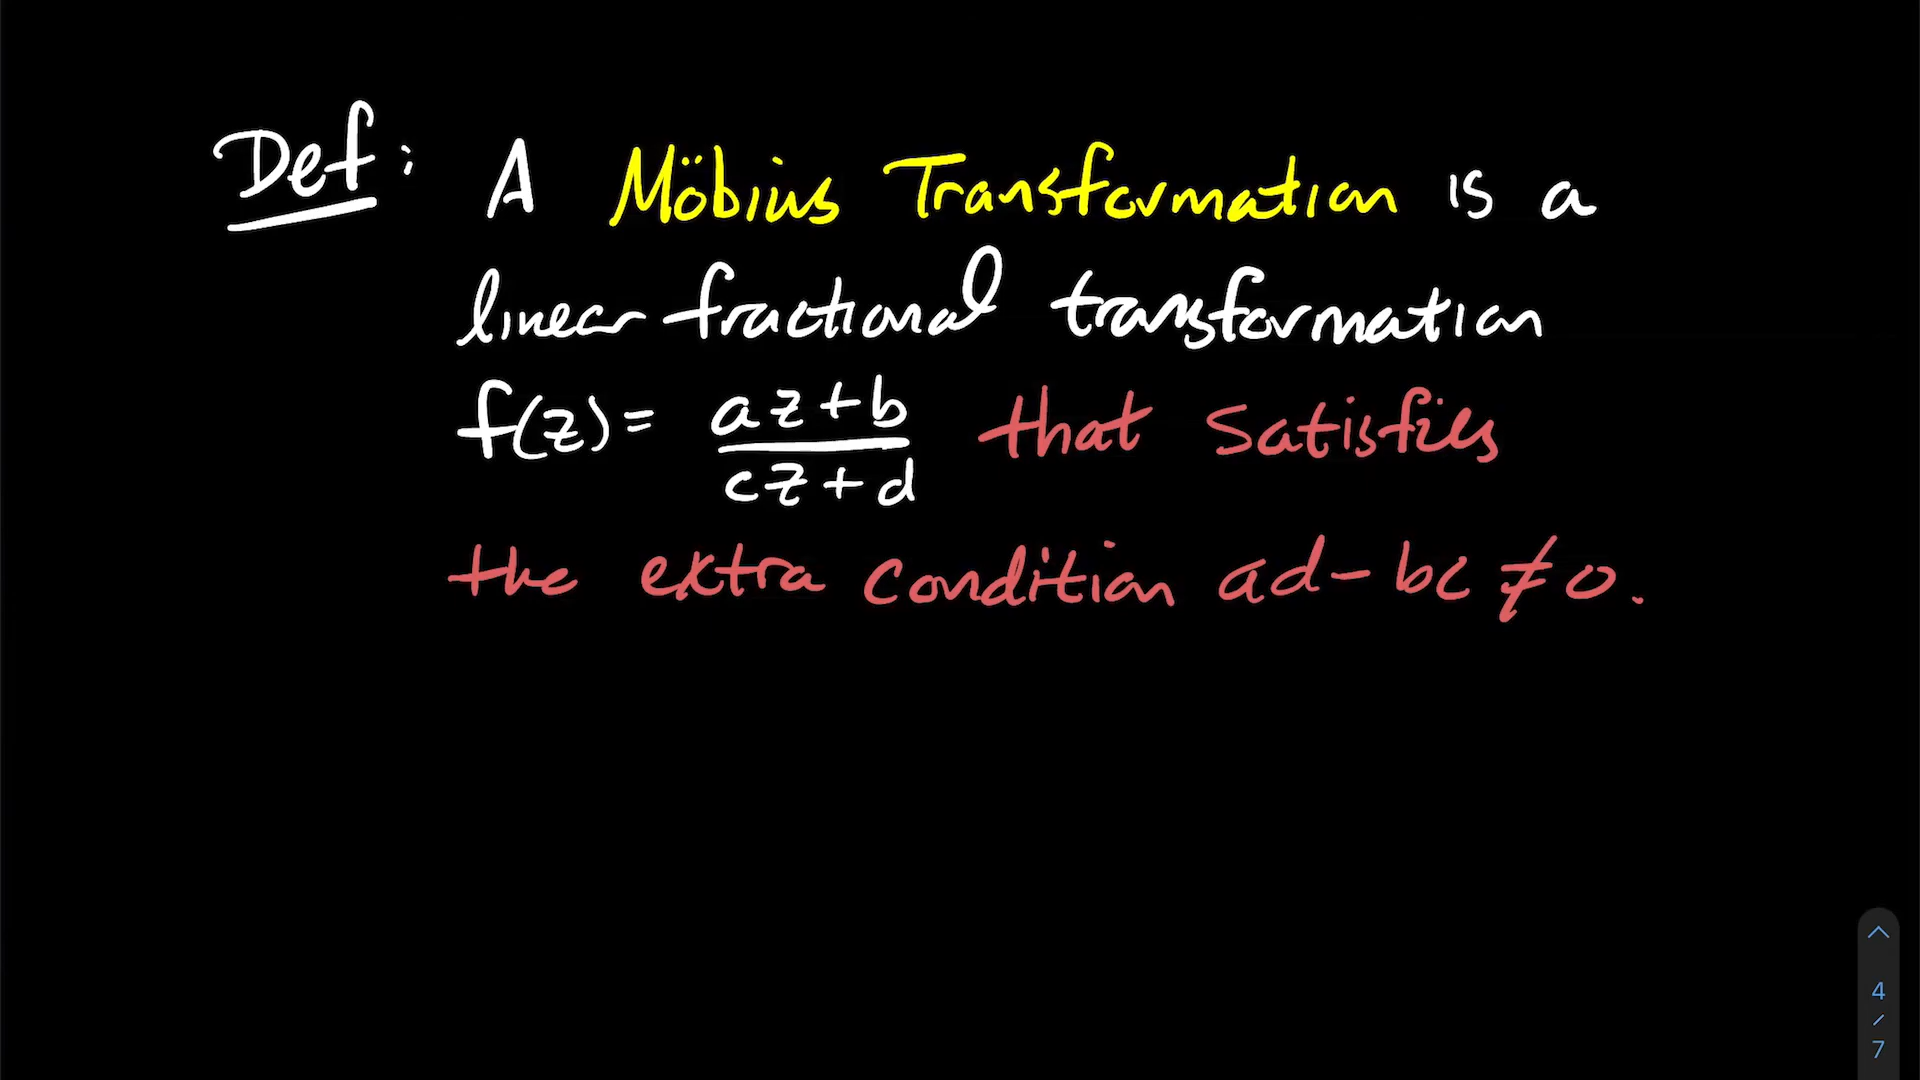 Def: A Möbius Transformation is a
linear fractional transformation
f(z) = az+b / cz+d that satisfies
the extra condition ad-bc ≠ 0.
4
/
7